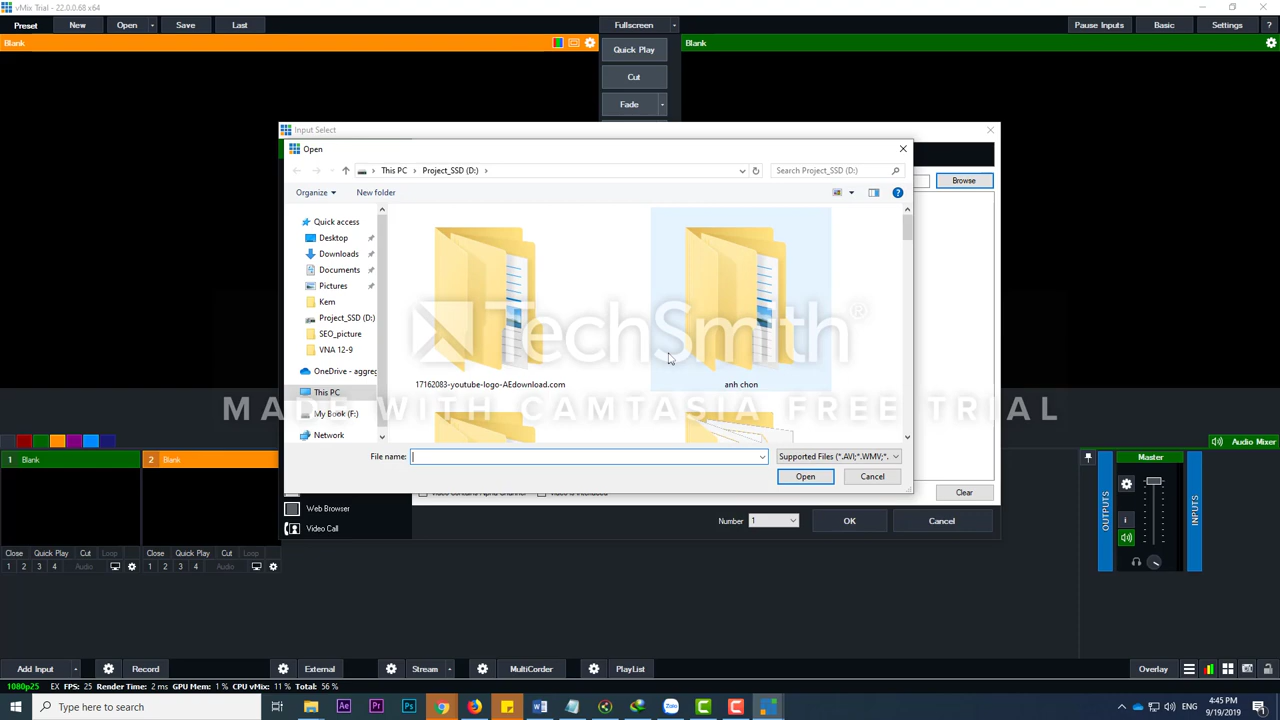 vMix Trial - 22.0.0.68 x64
Preset New Open Save Last Fullscreen Pause Inputs Basic Settings ?
Blank
Blank
Quick Play
Cut
Fade
Input Select
Open
This PC > Project_SSD (D:) >
Search Project_SSD (D:)
Browse
Organize
New folder
Quick access
Desktop
Downloads
Documents
Pictures
Kem
Project_SSD (D:)
SEO_picture
VNA 12-9
OneDrive - aggreg
This PC
My Book (F:)
Network
17162083-youtube-logo-AEdownload.com
anh chon
TechSmith®
MADE WITH CAMTASIA FREE TRIAL
File name:
Supported Files (*.AVI;*.WMV;*.
Open
Cancel
Clear
Web Browser
Video Call
Number 1
OK
Cancel
1 Blank
2 Blank
Audio Mixer
Master
OUTPUTS
INPUTS
Close Quick Play Cut Loop
Close Quick Play Cut Loop
1 2 3 4 Audio
1 2 3 4 Audio
Add Input Record External Stream MultiCorder PlayList Overlay
1080p25 EX FPS: 25 Render Time: 2 ms GPU Mem: 1 % CPU vMix: 11 % Total: 56 %
Type here to search
Ae
Pr
Ps
Zalo
ENG
4:45 PM
9/19/2019